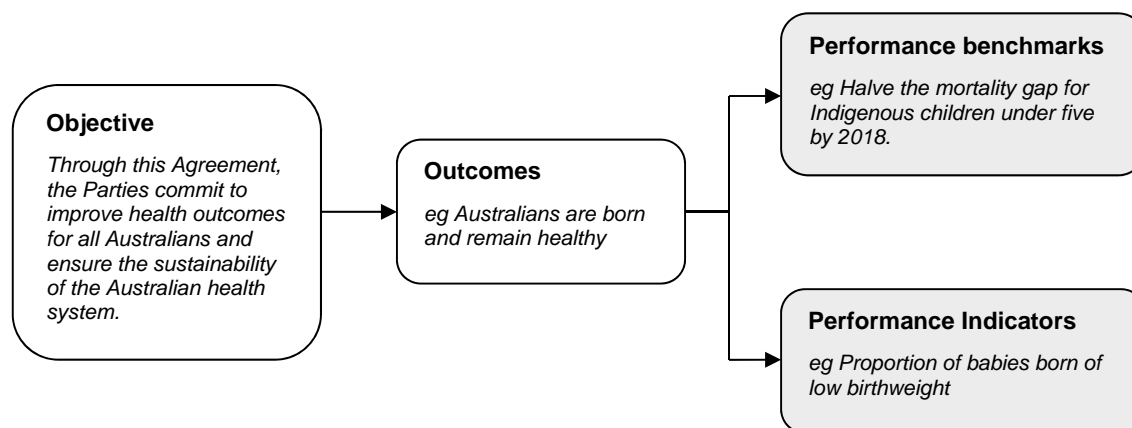 Objective
Through this Agreement,
the Parties commit to
improve health outcomes
for all Australians and
ensure the sustainability
of the Australian health
system.
Outcomes
eg Australians are born
and remain healthy
Performance benchmarks
eg Halve the mortality gap for
Indigenous children under five
by 2018.
Performance Indicators
eg Proportion of babies born of
low birthweight